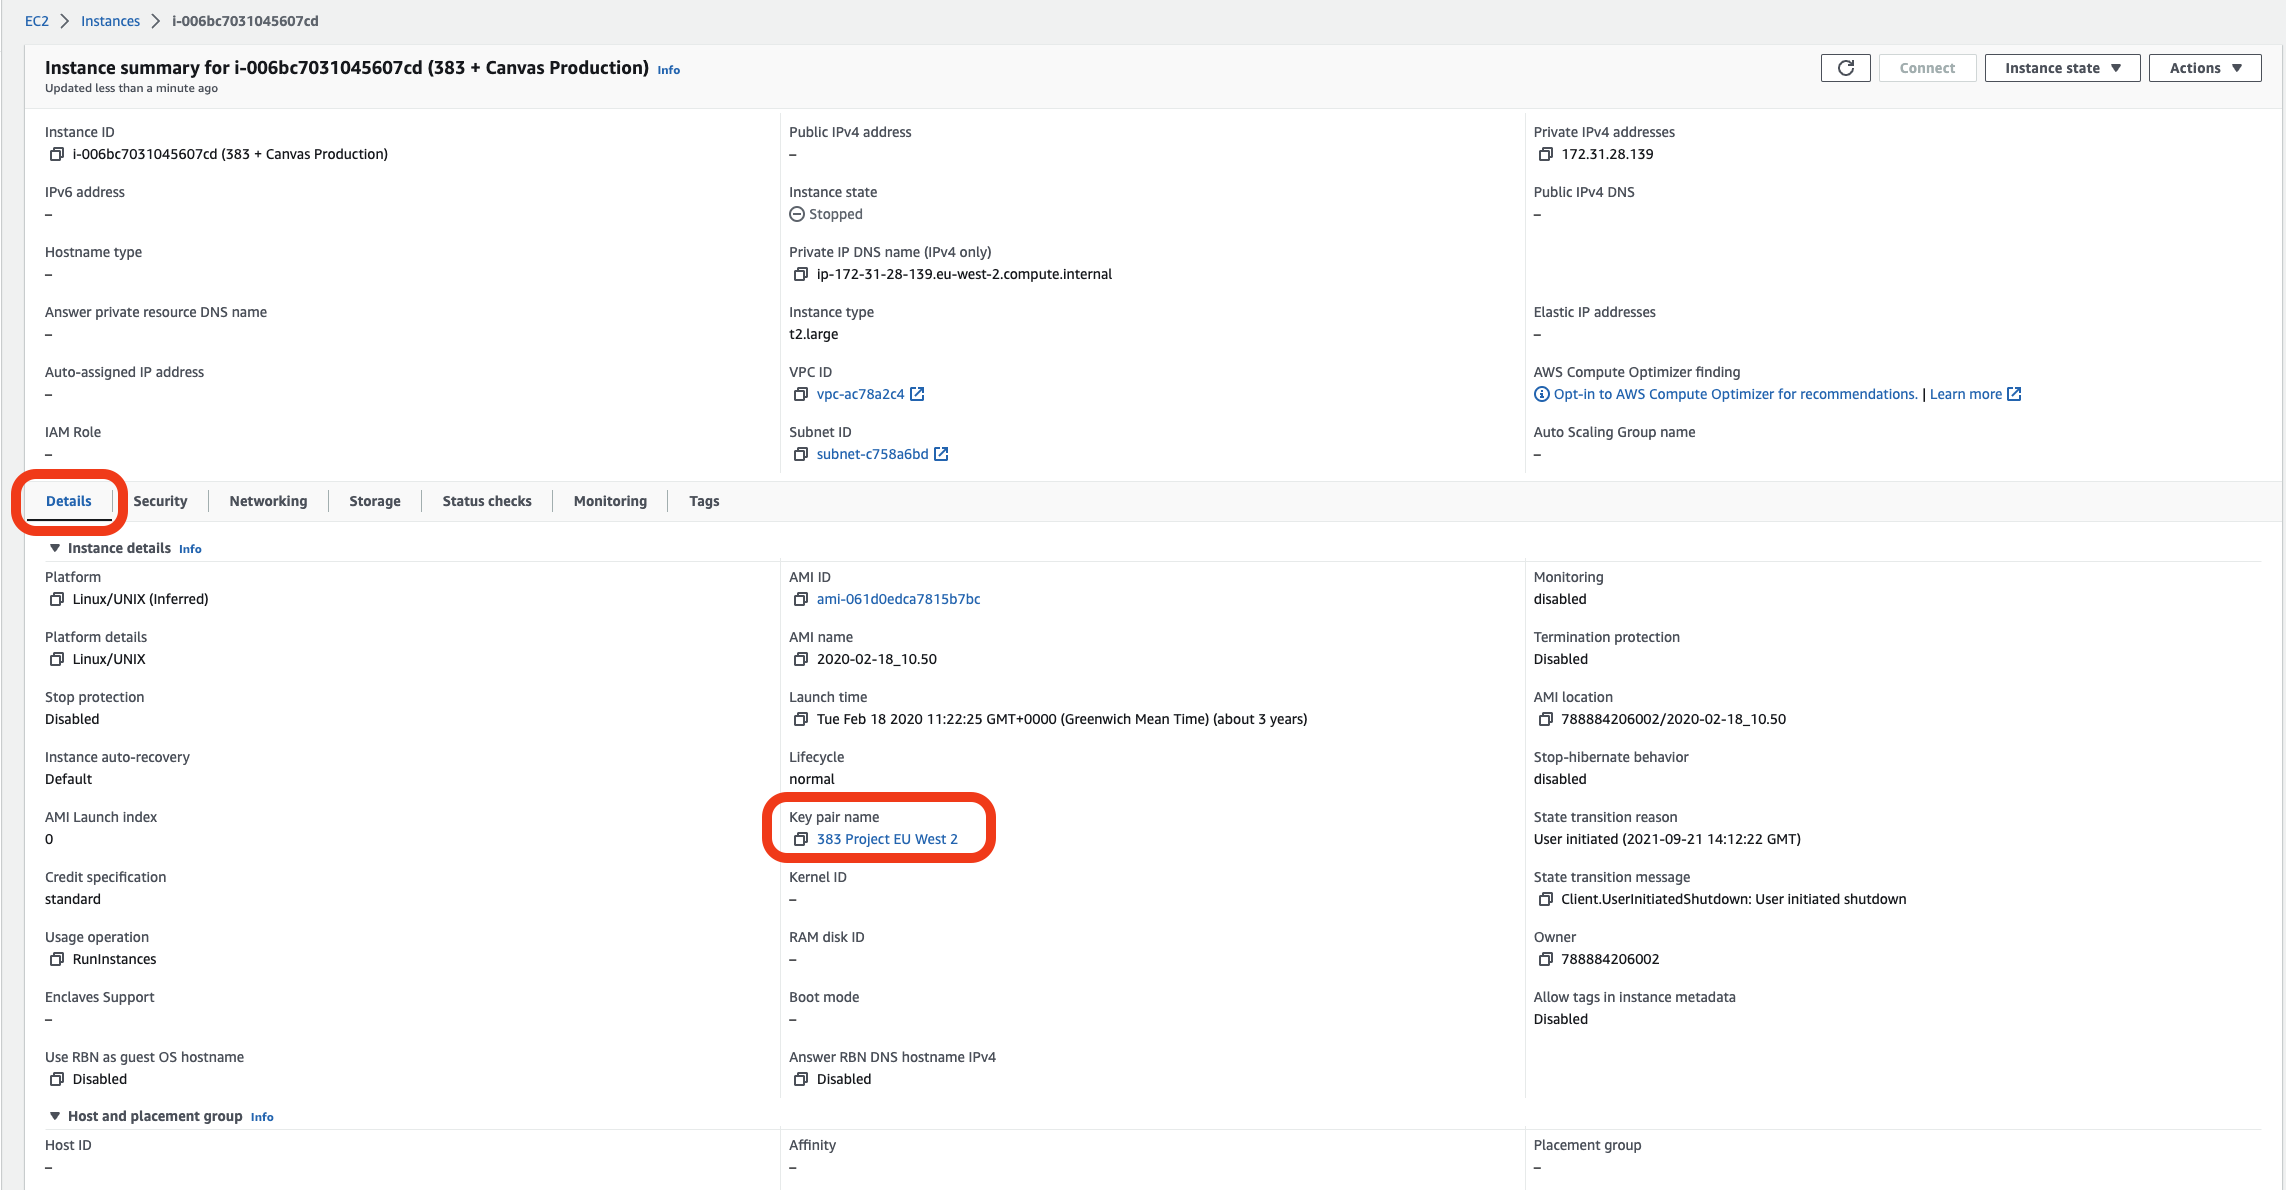 EC2 > Instances > i-006bc7031045607cd
Instance summary for i-006bc7031045607cd (383 + Canvas Production) Info
Updated less than a minute ago
Connect
Instance state
Actions
Instance ID
i-006bc7031045607cd (383 + Canvas Production)
Public IPv4 address
–
Private IPv4 addresses
172.31.28.139
IPv6 address
–
Instance state
Stopped
Public IPv4 DNS
–
Hostname type
–
Private IP DNS name (IPv4 only)
ip-172-31-28-139.eu-west-2.compute.internal
Answer private resource DNS name
–
Instance type
t2.large
Elastic IP addresses
–
Auto-assigned IP address
–
VPC ID
vpc-ac78a2c4
AWS Compute Optimizer finding
Opt-in to AWS Compute Optimizer for recommendations. | Learn more
IAM Role
–
Subnet ID
subnet-c758a6bd
Auto Scaling Group name
–
Details Security Networking Storage Status checks Monitoring Tags
Instance details Info
Platform
Linux/UNIX (Inferred)
AMI ID
ami-061d0edca7815b7bc
Monitoring
disabled
Platform details
Linux/UNIX
AMI name
2020-02-18_10.50
Termination protection
Disabled
Stop protection
Disabled
Launch time
Tue Feb 18 2020 11:22:25 GMT+0000 (Greenwich Mean Time) (about 3 years)
AMI location
788884206002/2020-02-18_10.50
Instance auto-recovery
Default
Lifecycle
normal
Stop-hibernate behavior
disabled
AMI Launch index
0
Key pair name
383 Project EU West 2
State transition reason
User initiated (2021-09-21 14:12:22 GMT)
Credit specification
standard
Kernel ID
–
State transition message
Client.UserInitiatedShutdown: User initiated shutdown
Usage operation
RunInstances
RAM disk ID
–
Owner
788884206002
Enclaves Support
–
Boot mode
–
Allow tags in instance metadata
Disabled
Use RBN as guest OS hostname
Disabled
Answer RBN DNS hostname IPv4
Disabled
Host and placement group Info
Host ID
–
Affinity
–
Placement group
–